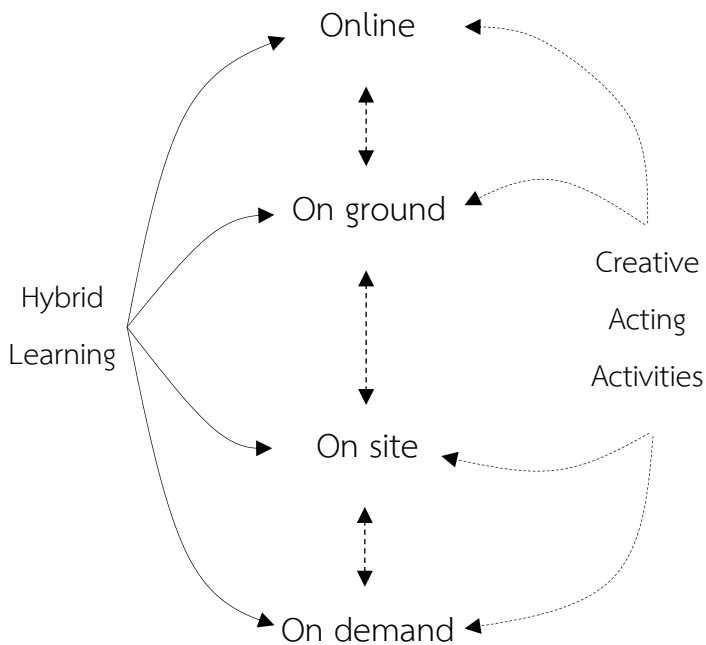 Online
On ground
Hybrid
Learning
Creative
Acting
Activities
On site
On demand